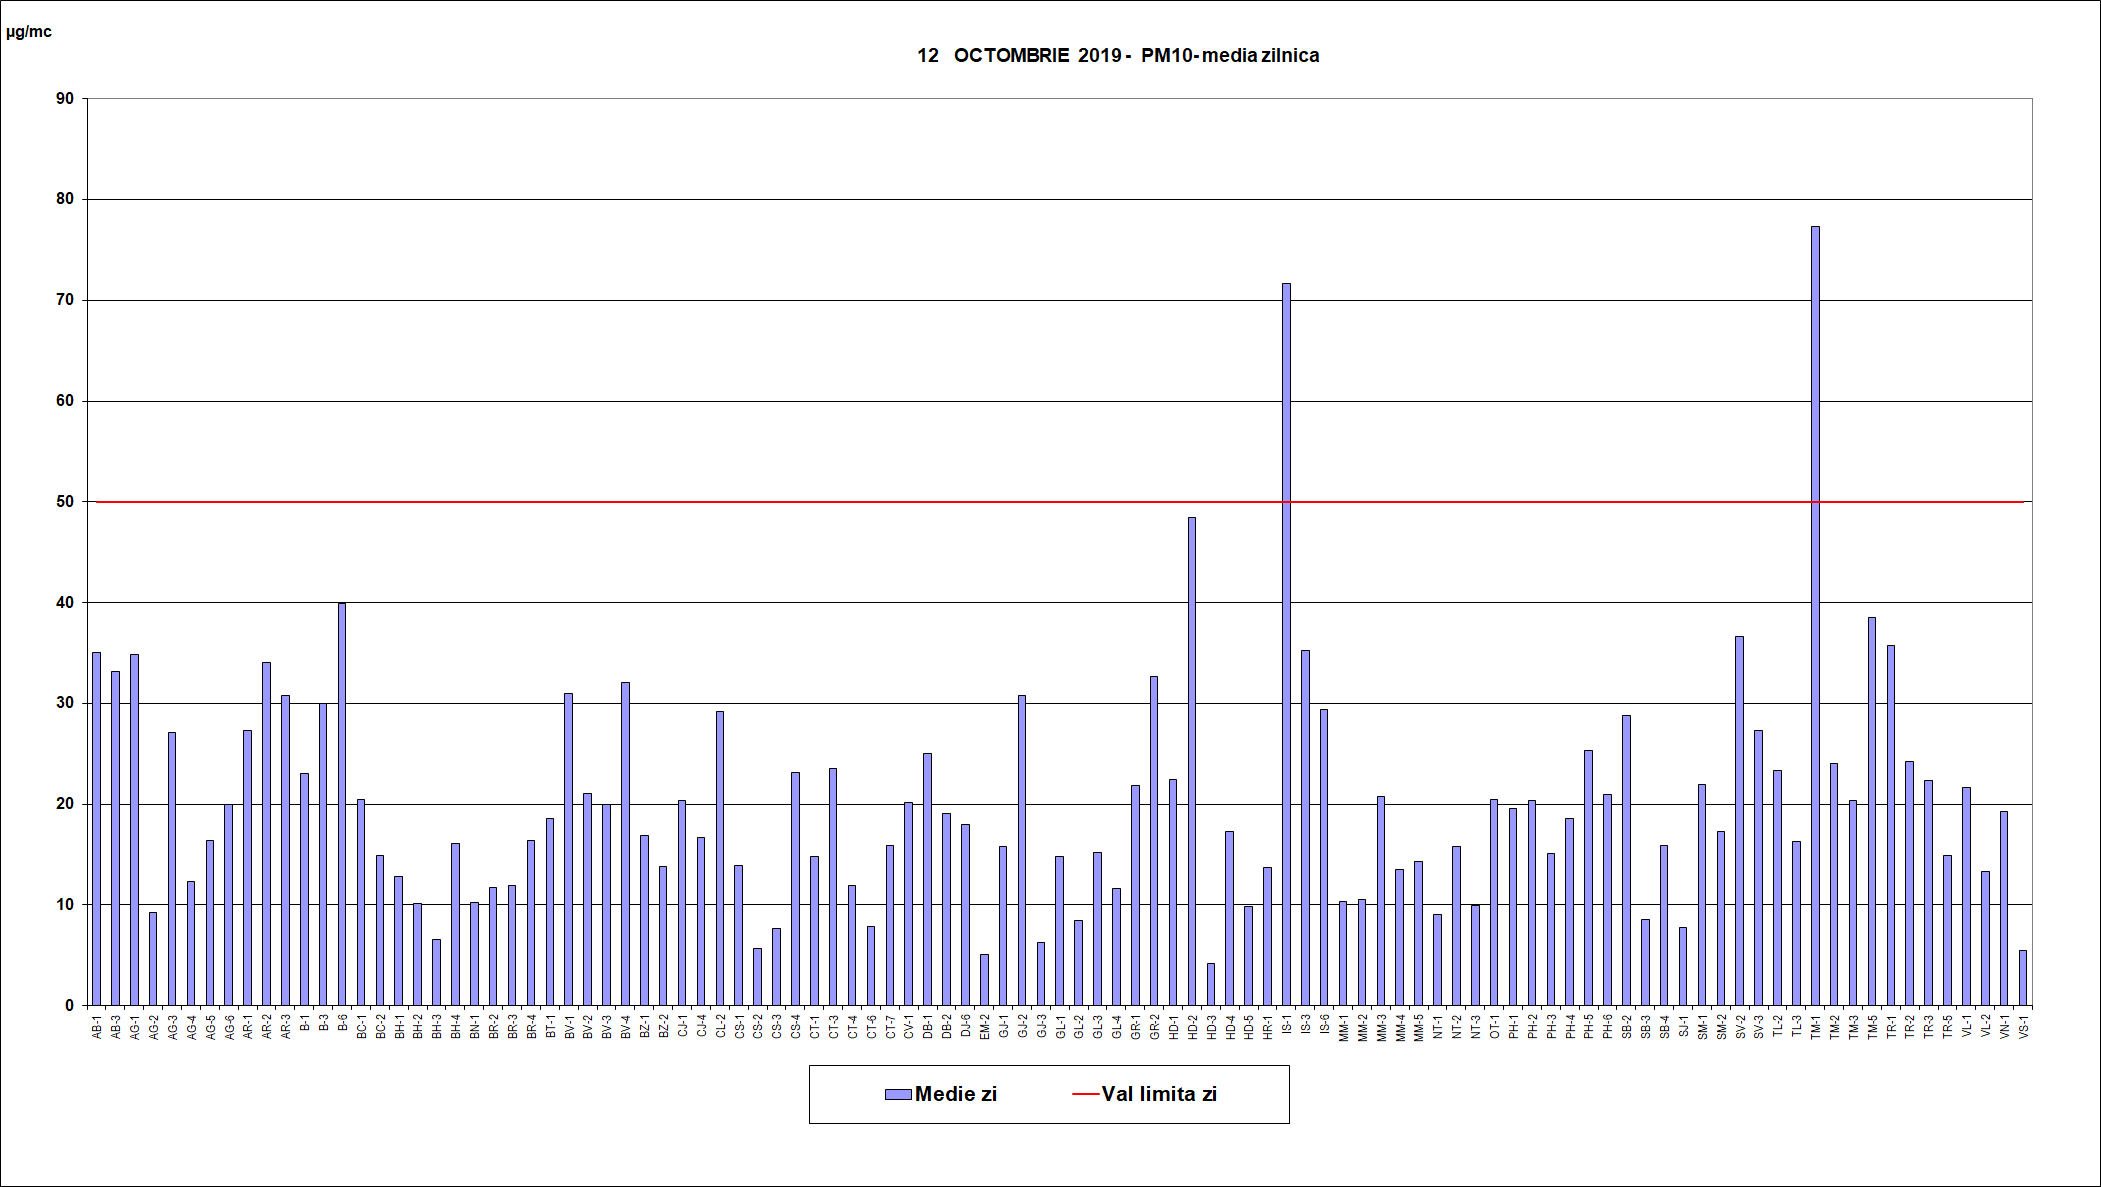 µg/mc
12 OCTOMBRIE 2019 - PM10- media zilnica
90
80
70
60
50
40
30
20
10
0
AB-1 AB-3 AG-1 AG-2 AG-3 AG-4 AG-5 AG-6 AR-1 AR-2 AR-3 B-1 B-3 B-6 BC-1 BC-2 BH-1 BH-2 BH-3 BH-4 BN-1 BR-2 BR-3 BR-4 BT-1 BV-1 BV-2 BV-3 BV-4 BZ-1 BZ-2 CJ-1 CJ-4 CL-2 CS-1 CS-2 CS-3 CS-4 CT-1 CT-3 CT-4 CT-6 CT-7 CV-1 DB-1 DB-2 DJ-6 EM-2 GJ-1 GJ-2 GJ-3 GL-1 GL-2 GL-3 GL-4 GR-1 GR-2 HD-1 HD-2 HD-3 HD-4 HD-5 HR-1 IS-1 IS-3 IS-6 MM-1 MM-2 MM-3 MM-4 MM-5 NT-1 NT-2 NT-3 OT-1 PH-1 PH-2 PH-3 PH-4 PH-5 PH-6 SB-2 SB-3 SB-4 SJ-1 SM-1 SM-2 SV-2 SV-3 TL-2 TL-3 TM-1 TM-2 TM-3 TM-5 TR-1 TR-2 TR-3 TR-5 VL-1 VL-2 VN-1 VS-1
Medie zi Val limita zi